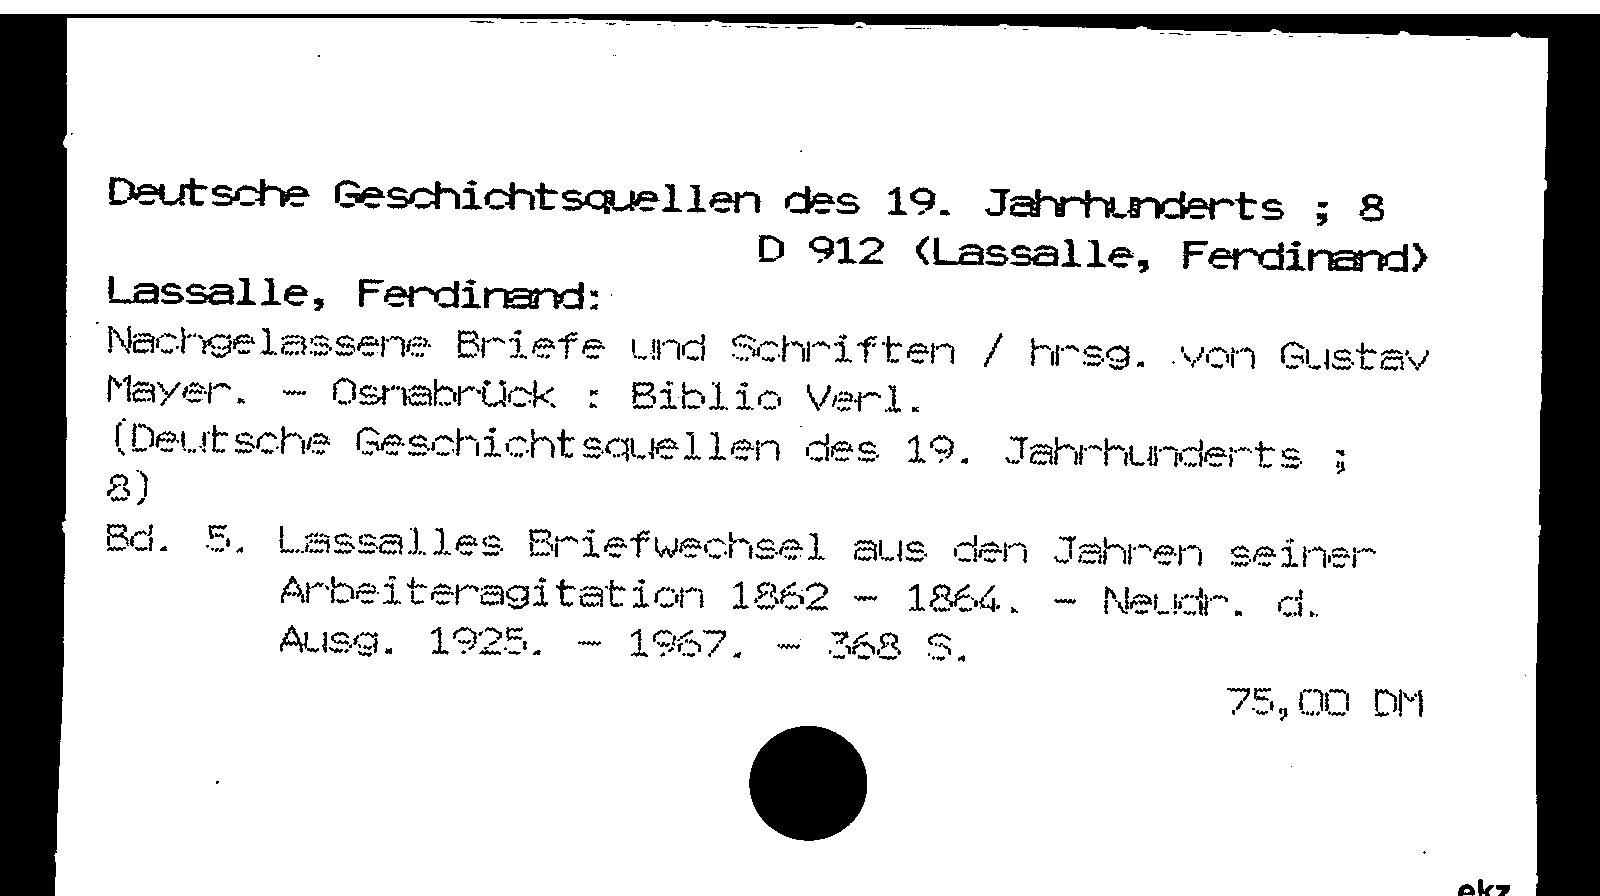 Deutsche Geschichtsquellen des 19. Jahrhunderts ; 8
D 912 (Lassalle, Ferdinand)
Lassalle, Ferdinand:
Nachgelassene Briefe und Schriften / hrsg. von Gustav
Mayer. - Osnabrück : Biblio Verl.
(Deutsche Geschichtsquellen des 19. Jahrhunderts ;
8)
Bd. 5. Lassalles Briefwechsel aus den Jahren seiner
Arbeiteragitation 1862 - 1864. - Neudr. d.
Ausg. 1925. - 1967. - 368 S.
75,00 DM
ekz